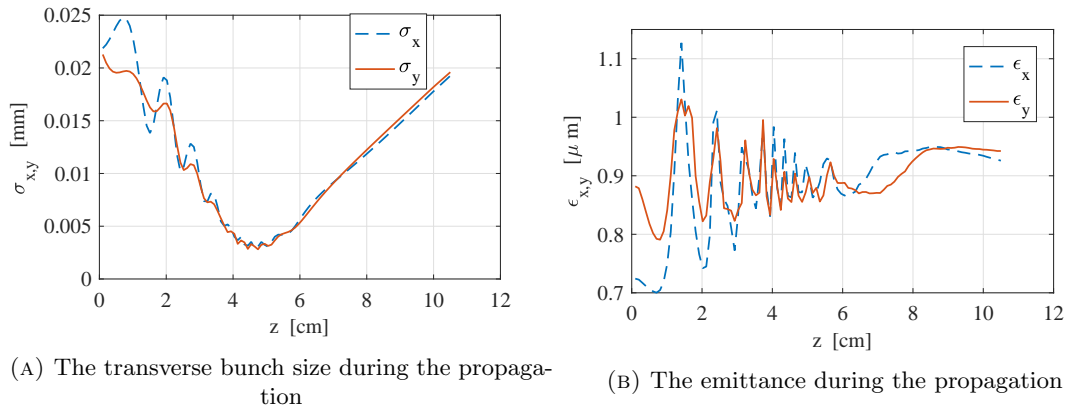 0.025
0.02
0.015
0.01
0.005
0
σx,y [mm]
σx
σy
0 2 4 6 8 10 12
z [cm]
(A) The transverse bunch size during the propaga-
tion
1.1
1
0.9
0.8
0.7
ϵx,y [μ m]
ϵx
ϵy
0 2 4 6 8 10 12
z [cm]
(B) The emittance during the propagation